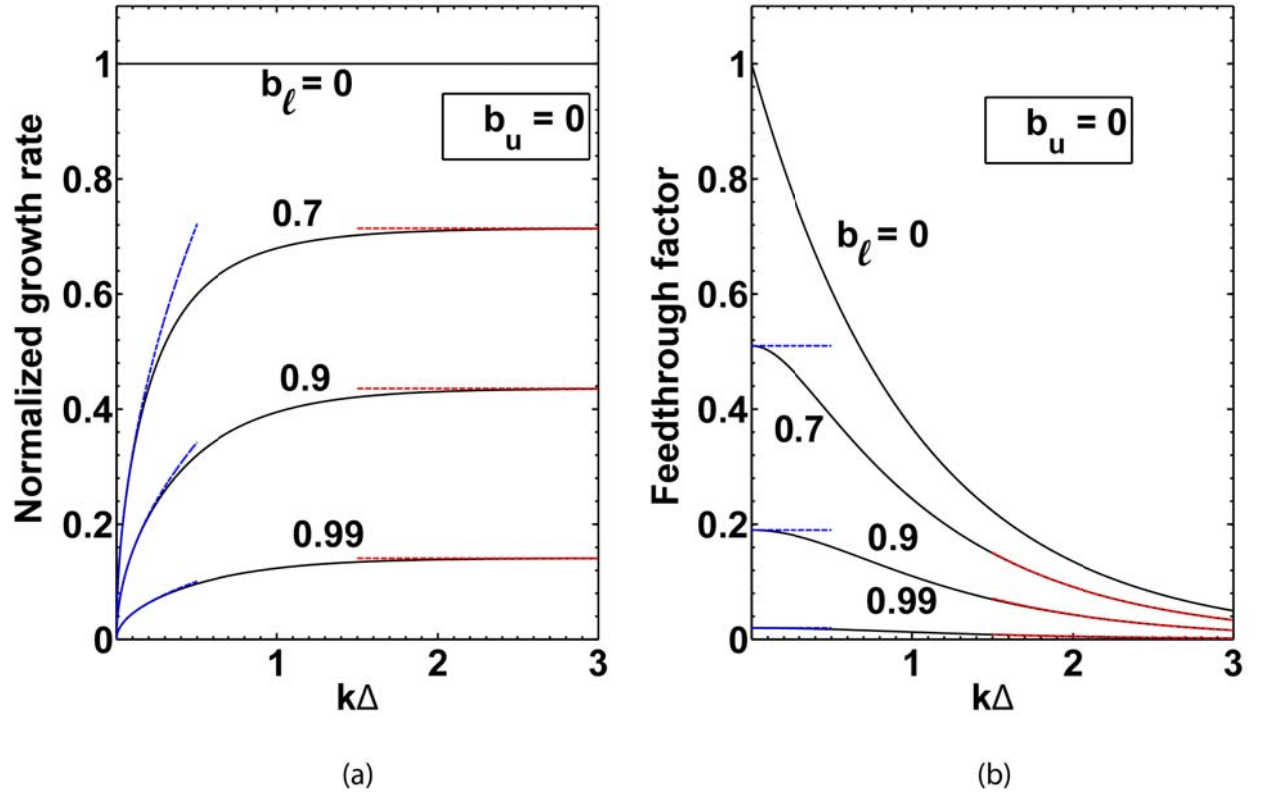 Normalized growth rate
1
0.8
0.6
0.4
0.2
0
b_ℓ = 0
b_u = 0
0.7
0.9
0.99
1
2
3
kΔ
(a)
Feedthrough factor
1
0.8
0.6
0.4
0.2
0
b_u = 0
b_ℓ = 0
0.7
0.9
0.99
1
2
3
kΔ
(b)